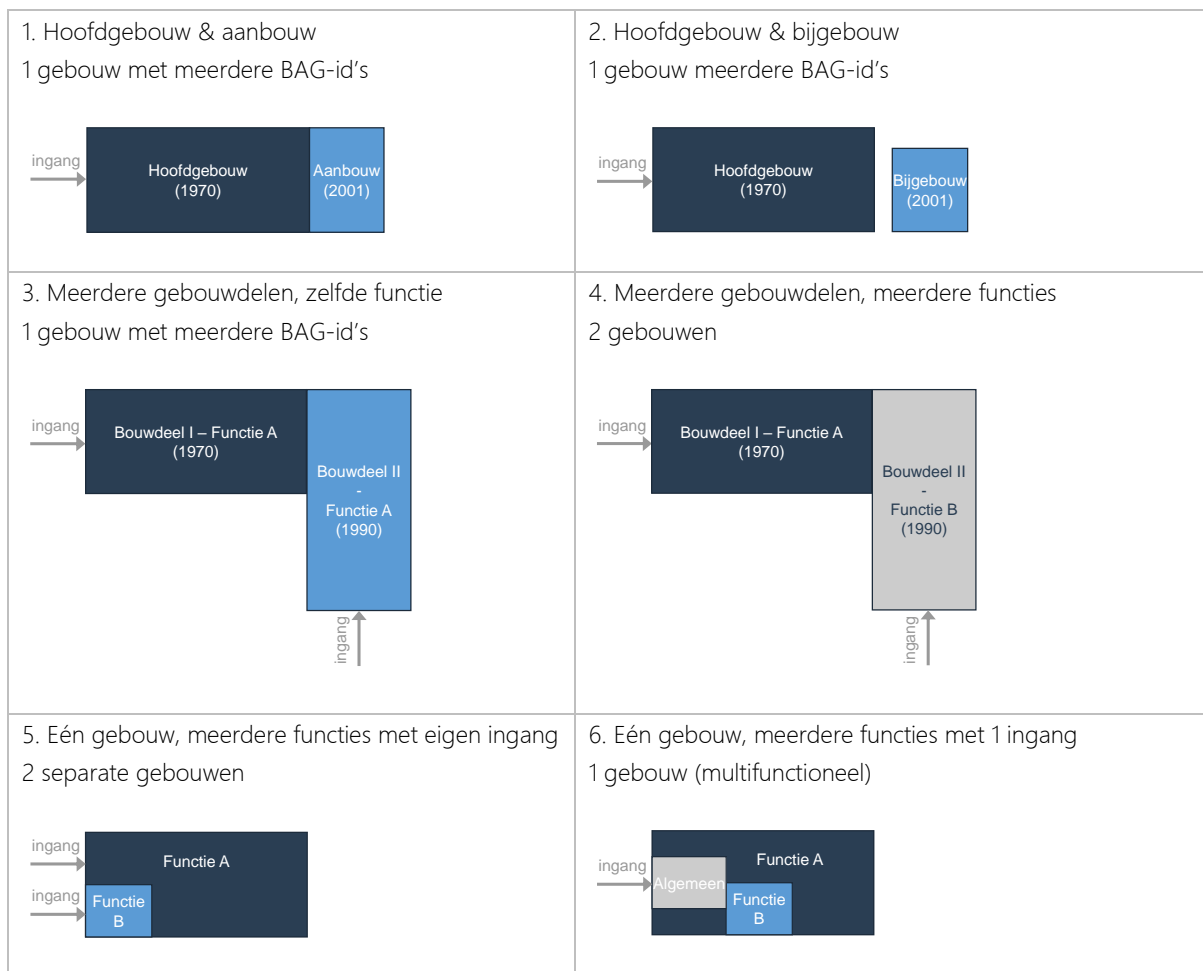 1. Hoofdgebouw & aanbouw
1 gebouw met meerdere BAG-id's
ingang
Hoofdgebouw
(1970)
Aanbouw
(2001)
2. Hoofdgebouw & bijgebouw
1 gebouw meerdere BAG-id's
ingang
Hoofdgebouw
(1970)
Bijgebouw
(2001)
3. Meerdere gebouwdelen, zelfde functie
1 gebouw met meerdere BAG-id's
ingang
Bouwdeel I – Functie A
(1970)
Bouwdeel II
-
Functie A
(1990)
ingang
4. Meerdere gebouwdelen, meerdere functies
2 gebouwen
ingang
Bouwdeel I – Functie A
(1970)
Bouwdeel II
-
Functie B
(1990)
ingang
5. Eén gebouw, meerdere functies met eigen ingang
2 separate gebouwen
ingang
Functie A
ingang
Functie
B
6. Eén gebouw, meerdere functies met 1 ingang
1 gebouw (multifunctioneel)
ingang
Functie A
Algemeen
Functie
B